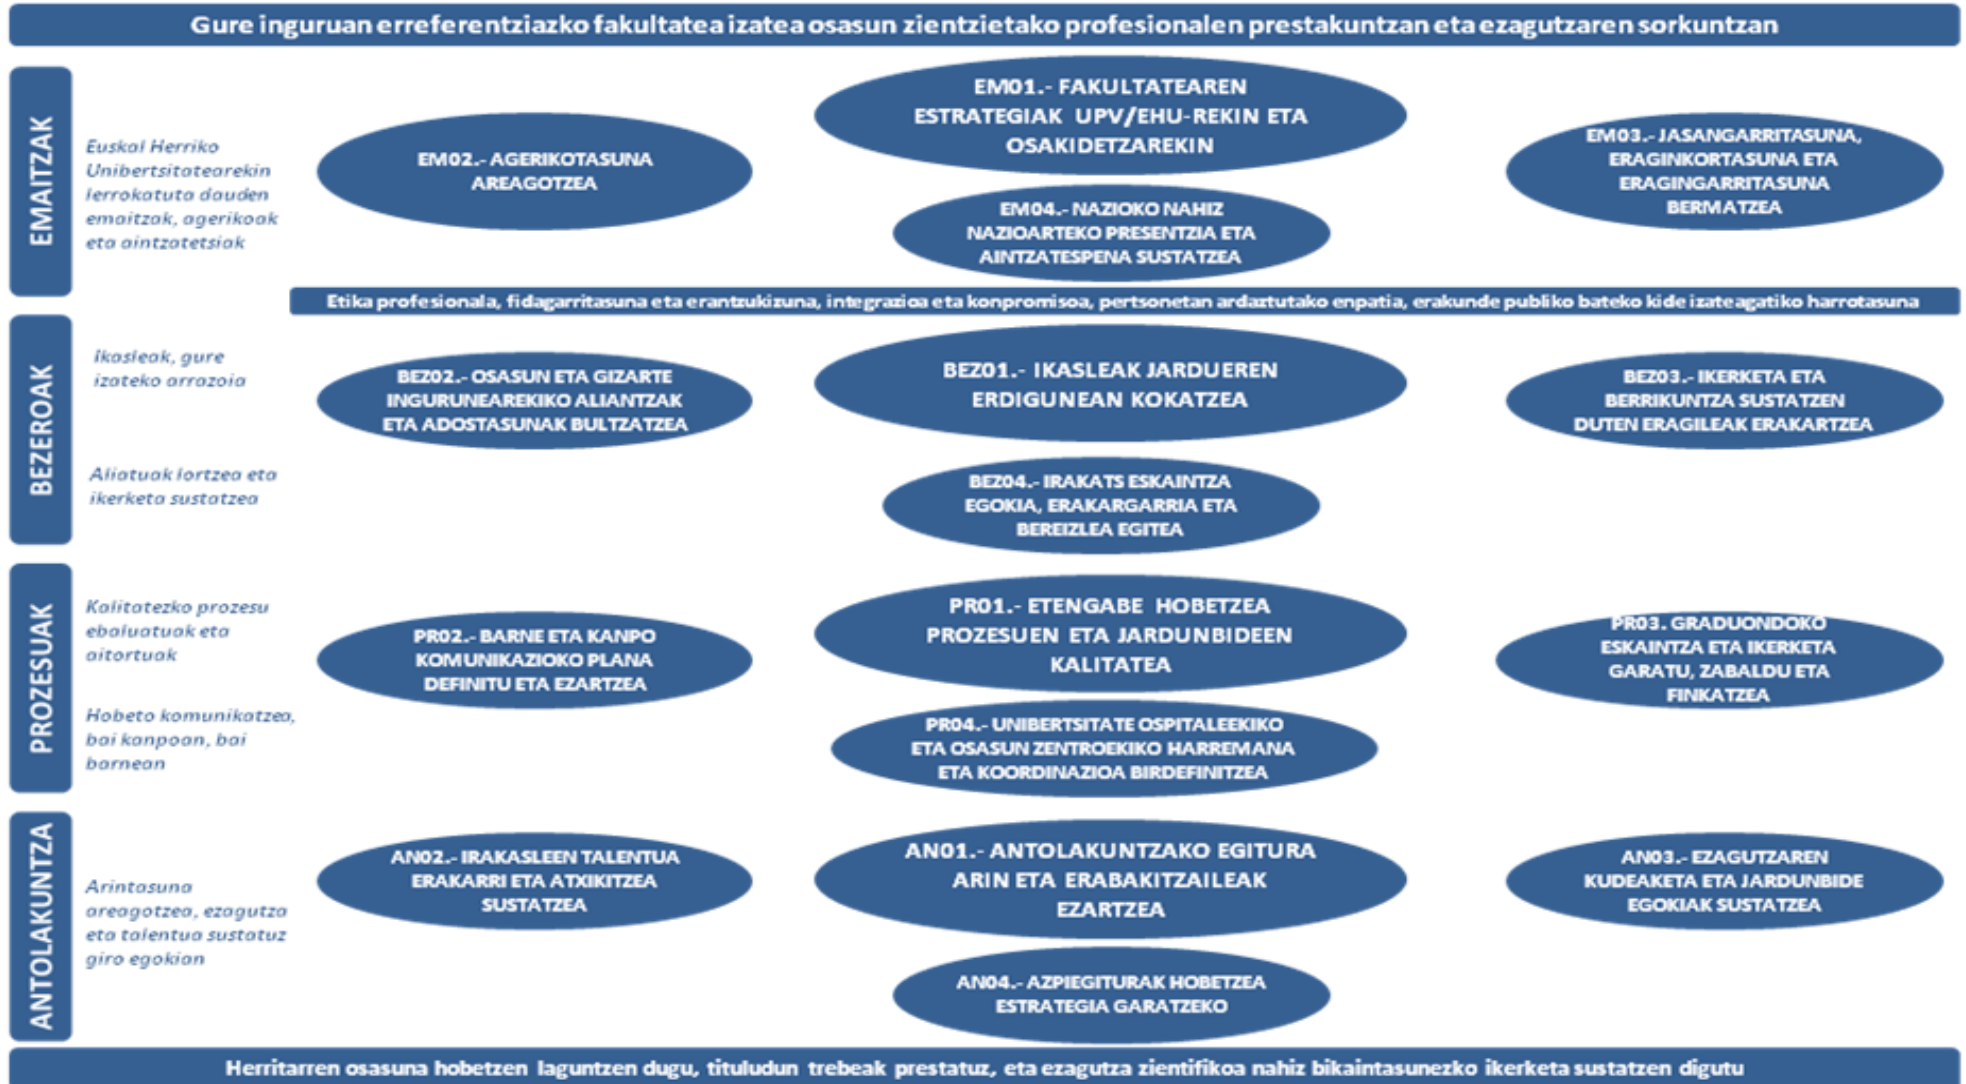 Gure inguruan erreferentziazko fakultatea izatea osasun zientzietako profesionalen prestakuntzan eta ezagutzaren sorkuntzan
EMAITZAK
Euskal Herriko
Unibertsitatearekin
lerrokatuta dauden
emaitzak, agerikoak
eta aintzatetsiak
EM02.- AGERIKOTASUNA
AREAGOTZEA
EM01.- FAKULTATEAREN
ESTRATEGIAK UPV/EHU-REKIN ETA
OSAKIDETZAREKIN
EM04.- NAZIOKO NAHIZ
NAZIOARTEKO PRESENTZIA ETA
AINTZATESPENA SUSTATZEA
EM03.- JASANGARRITASUNA,
ERAGINKORTASUNA ETA
ERAGINGARRITASUNA
BERMATZEA
Etika profesionala, fidagarritasuna eta erantzukizuna, integrazioa eta konpromisoa, pertsonetan ardaztutako enpatia, erakunde publiko bateko kide izateagatiko harrotasuna
BEZEROAK
Ikasleak, gure
izateko arrazoia
Aliatuak lortzea eta
ikerketa sustatzea
BEZ02.- OSASUN ETA GIZARTE
INGURUNEAREKIKO ALIANTZAK
ETA ADOSTASUNAK BULTZATZEA
BEZ01.- IKASLEAK JARDUEREN
ERDIGUNEAN KOKATZEA
BEZ04.- IRAKATS ESKAINTZA
EGOKIA, ERAKARGARRIA ETA
BEREIZLEA EGITEA
BEZ03.- IKERKETA ETA
BERRIKUNTZA SUSTATZEN
DUTEN ERAGILEAK ERAKARTZEA
PROZESUAK
Kalitatezko prozesu
ebaluatuak eta
aitortuak
Hobeto komunikatzea,
bai kanpoan, bai
barnean
PR02.- BARNE ETA KANPO
KOMUNIKAZIOKO PLANA
DEFINITU ETA EZARTZEA
PR01.- ETENGABE HOBETZEA
PROZESUEN ETA JARDUNBIDEEN
KALITATEA
PR04.- UNIBERTSITATE OSPITALEEKIKO
ETA OSASUN ZENTROEKIKO HARREMANA
ETA KOORDINAZIOA BIRDEFINITZEA
PR03. GRADUONDOKO
ESKAINTZA ETA IKERKETA
GARATU, ZABALDU ETA
FINKATZEA
ANTOLAKUNTZA
Arintasuna
areagotzea, ezagutza
eta talentua sustatuz
giro egokian
AN02.- IRAKASLEEN TALENTUA
ERAKARRI ETA ATXIKITZEA
SUSTATZEA
AN01.- ANTOLAKUNTZAKO EGITURA
ARIN ETA ERABAKITZAILEAK
EZARTZEA
AN04.- AZPIEGITURAK HOBETZEA
ESTRATEGIA GARATZEKO
AN03.- EZAGUTZAREN
KUDEAKETA ETA JARDUNBIDE
EGOKIAK SUSTATZEA
Herritarren osasuna hobetzen laguntzen dugu, tituludun trebeak prestatuz, eta ezagutza zientifikoa nahiz bikaintasunezko ikerketa sustatzen digutu